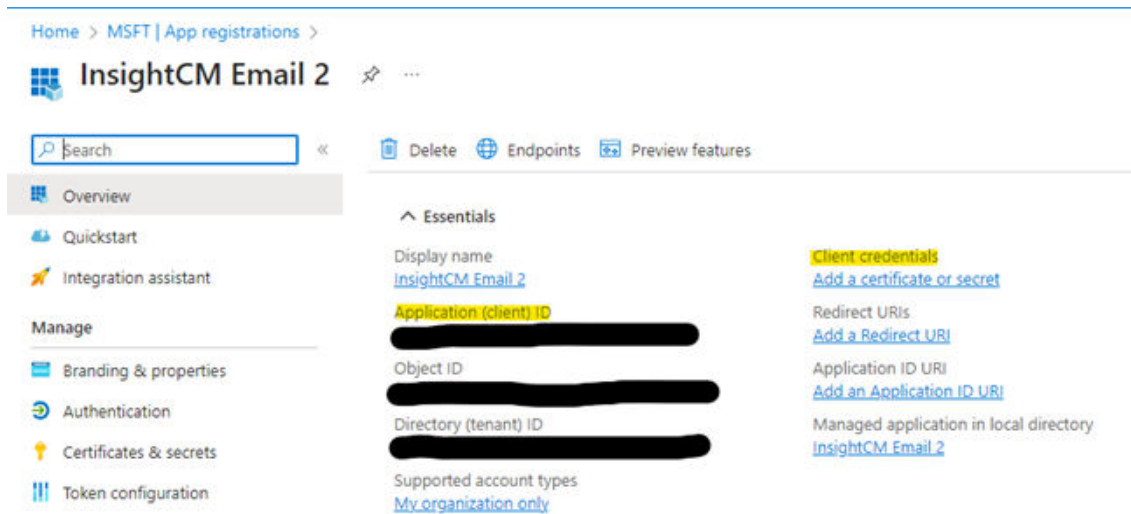 Home > MSFT | App registrations >
InsightCM Email 2
Search
Overview
Quickstart
Integration assistant
Manage
Branding & properties
Authentication
Certificates & secrets
Token configuration
Delete Endpoints Preview features
Essentials
Display name
InsightCM Email 2
Application (client) ID
Object ID
Directory (tenant) ID
Supported account types
My organization only
Client credentials
Add a certificate or secret
Redirect URIs
Add a Redirect URI
Application ID URI
Add an Application ID URI
Managed application in local directory
InsightCM Email 2